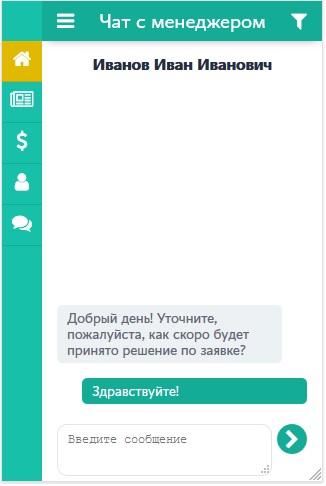 Чат с менеджером
Иванов Иван Иванович
Добрый день! Уточните,
пожалуйста, как скоро будет
принято решение по заявке?
Здравствуйте!
Введите сообщение